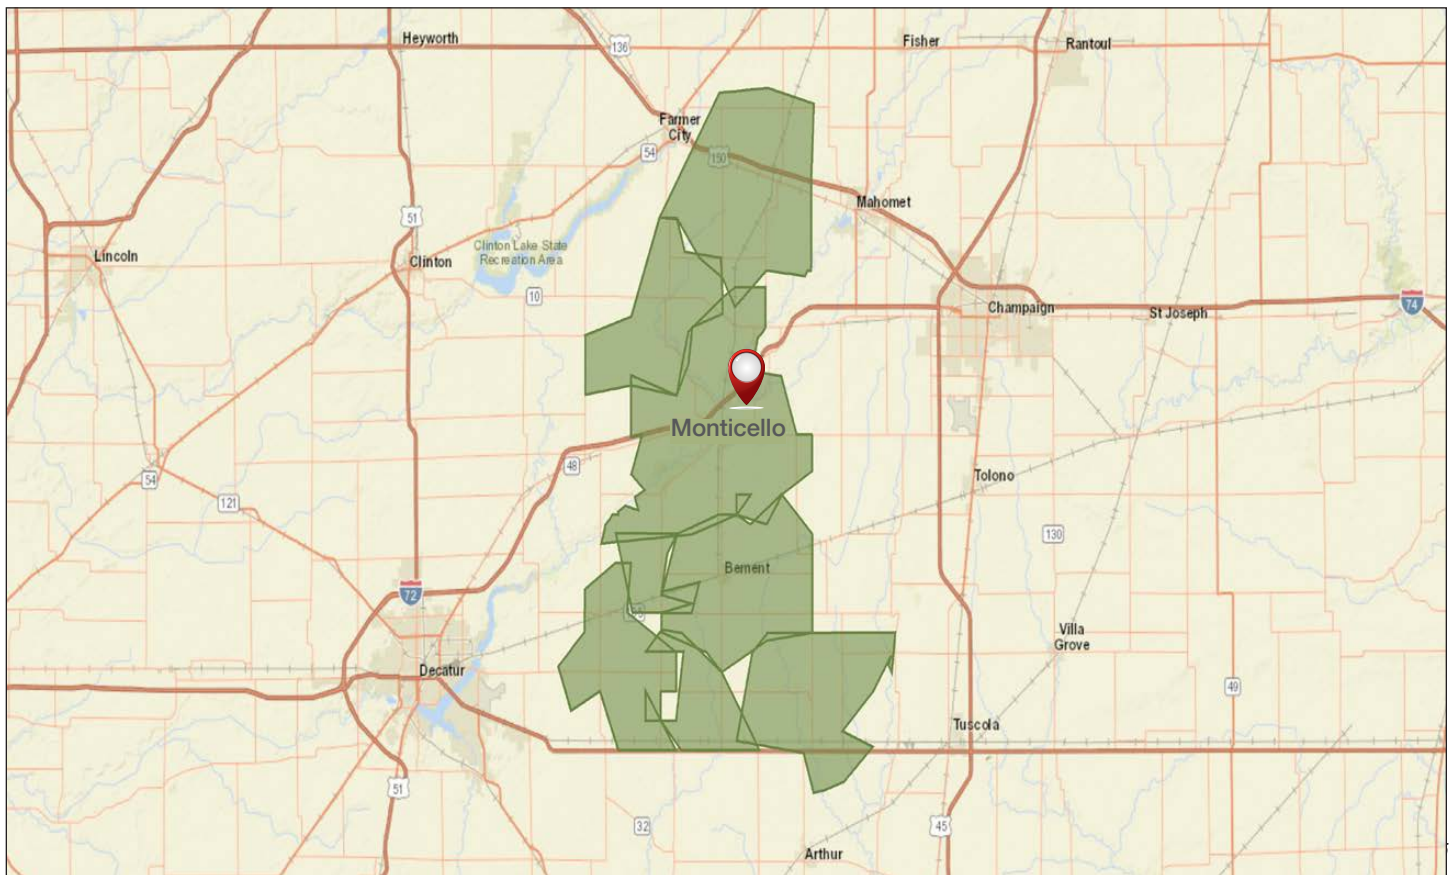 Heyworth
136
Fisher
Rantoul
Farmer
City
54
150
Mahomet
51
Lincoln
Clinton
Clinton Lake State
Recreation Area
10
Champaign
St Joseph
74
Monticello
48
54
121
Tolono
130
Bement
72
Villa
Grove
Decatur
49
Tuscola
51
32
45
Arthur